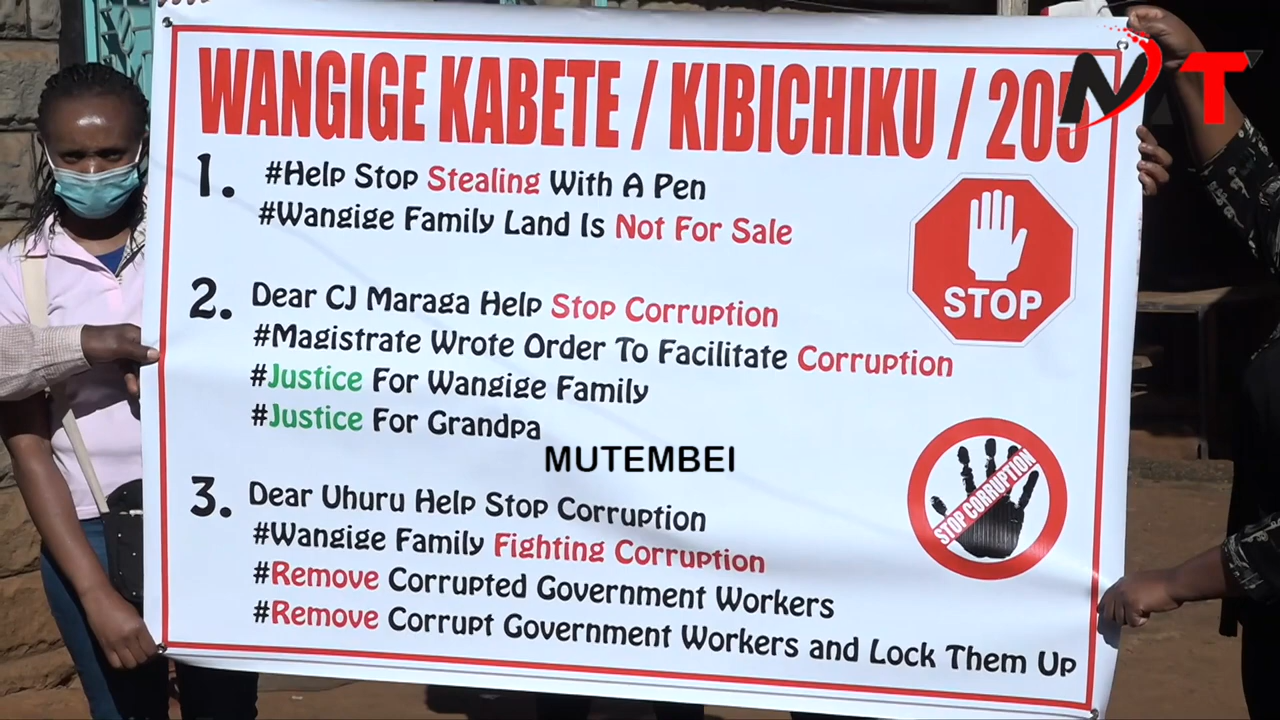 WANGIGE KABETE / KIBICHIKU / 205
MT
1. #Help Stop Stealing With A Pen
#Wangige Family Land Is Not For Sale
STOP
2. Dear CJ Maraga Help Stop Corruption
#Magistrate Wrote Order To Facilitate Corruption
#Justice For Wangige Family
#Justice For Grandpa
MUTEMBEI
STOP CORRUPTION
3. Dear Uhuru Help Stop Corruption
#Wangige Family Fighting Corruption
#Remove Corrupted Government Workers
#Remove Corrupt Government Workers and Lock Them Up